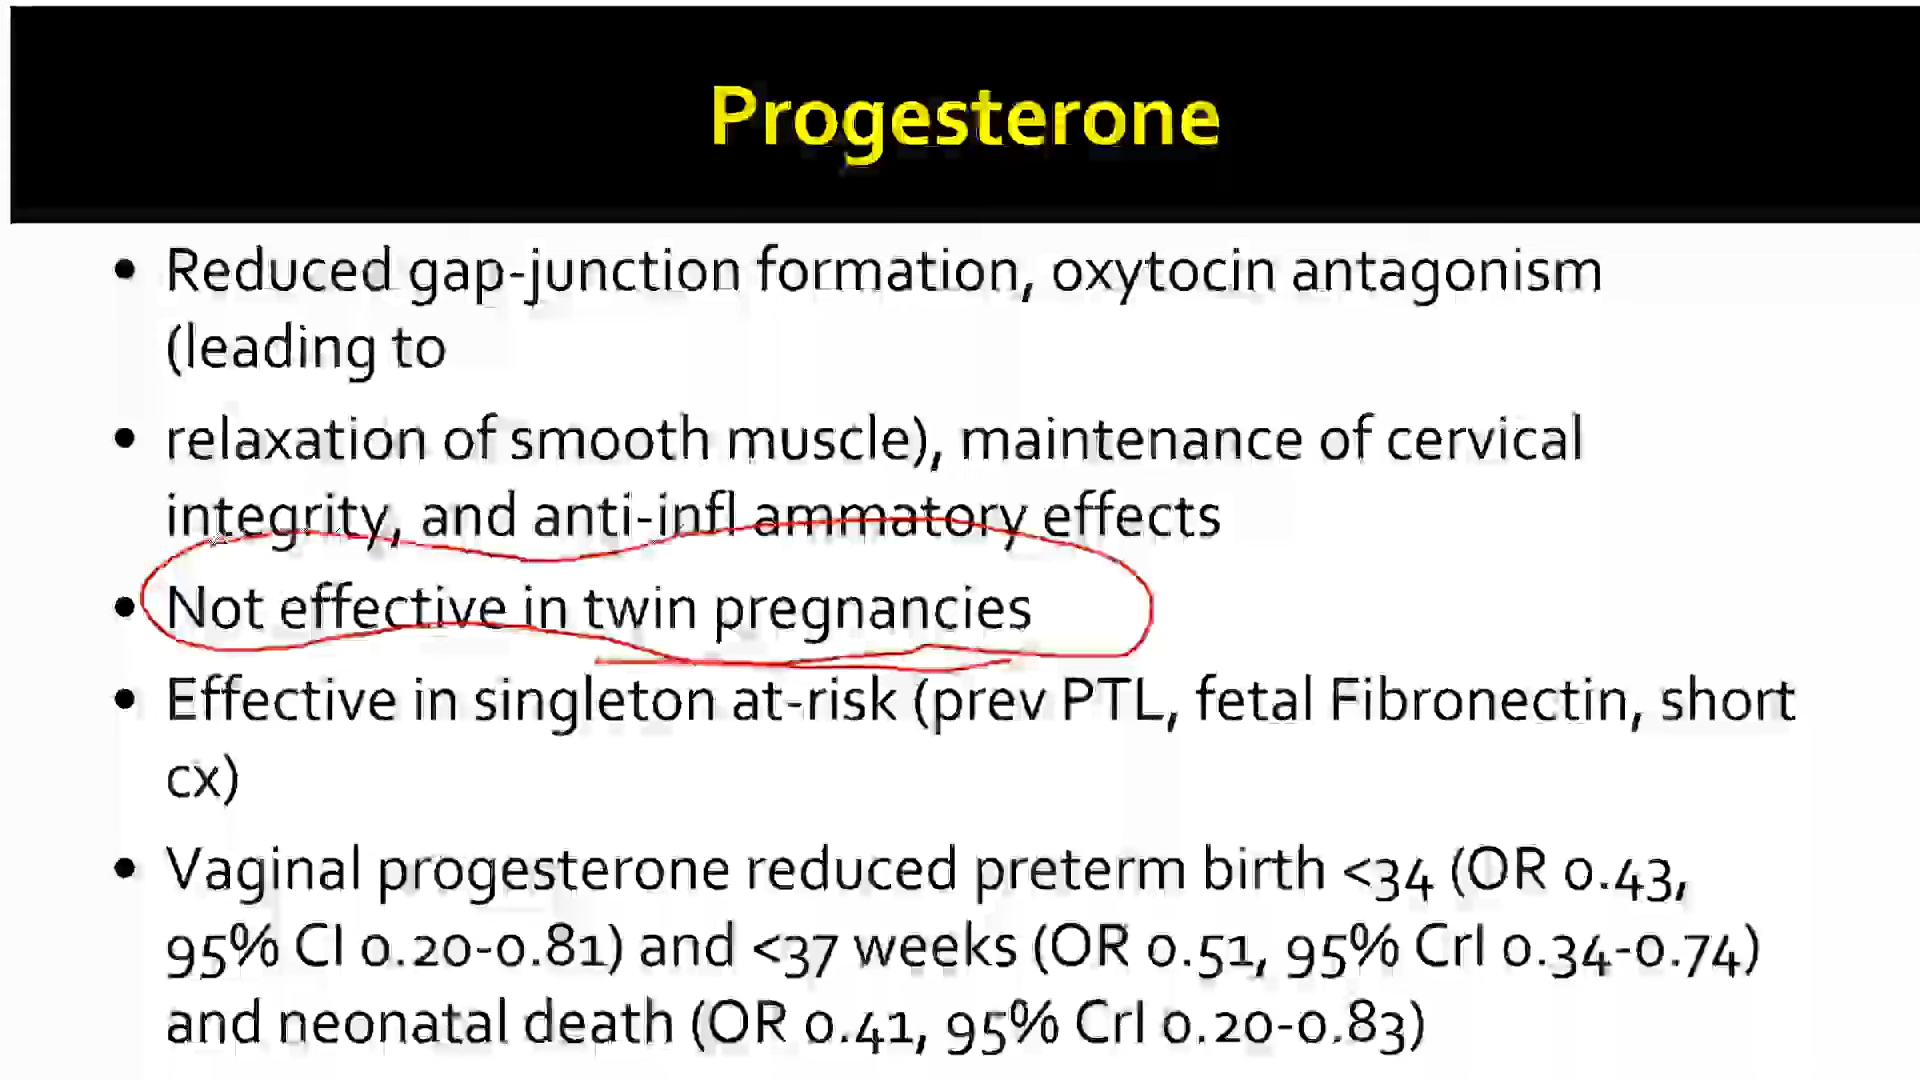 Progesterone
• Reduced gap-junction formation, oxytocin antagonism
(leading to
• relaxation of smooth muscle), maintenance of cervical
integrity, and anti-infl ammatory effects
• Not effective in twin pregnancies
• Effective in singleton at-risk (prev PTL, fetal Fibronectin, short
cx)
• Vaginal progesterone reduced preterm birth <34 (OR 0.43,
95% CI 0.20-0.81) and <37 weeks (OR 0.51, 95% CrI 0.34-0.74)
and neonatal death (OR 0.41, 95% CrI 0.20-0.83)